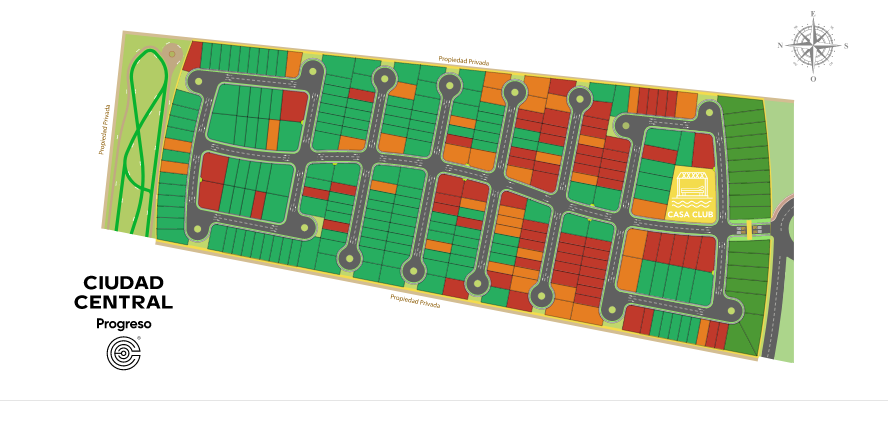 E
N
S
O
Propiedad Privada
Propiedad Privada
CASA CLUB
Propiedad Privada
CIUDAD
CENTRAL
Progreso